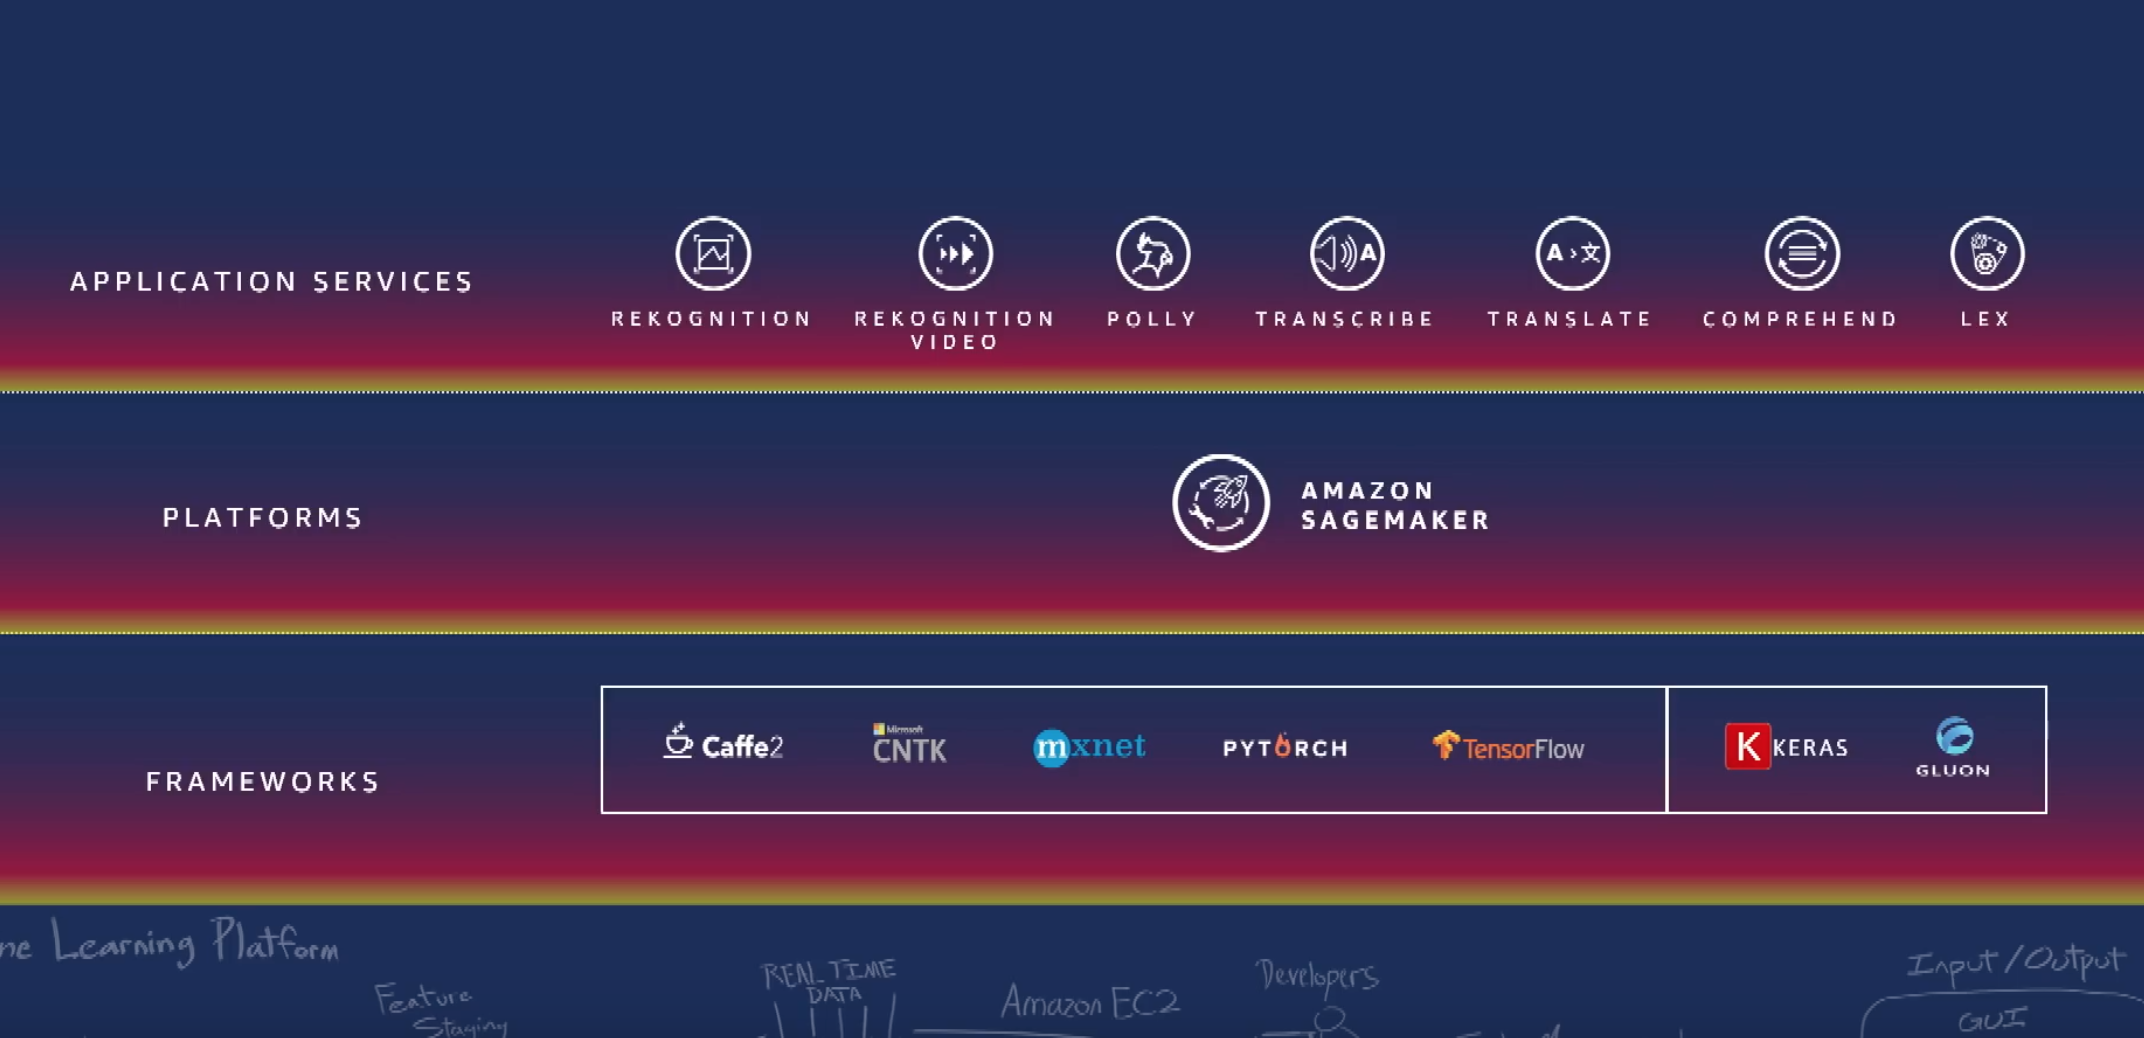 APPLICATION SERVICES
REKOGNITION
REKOGNITION
VIDEO
POLLY
A
TRANSCRIBE
A›文
TRANSLATE
COMPREHEND
LEX
PLATFORMS
AMAZON
SAGEMAKER
FRAMEWORKS
Caffe2
Microsoft
CNTK
mxnet
PYTORCH
TensorFlow
K KERAS
GLUON
ne Learning Platform
Feature
Staging
REAL TIME
DATA
Amazon EC2
Developers
Input/Output
GUI